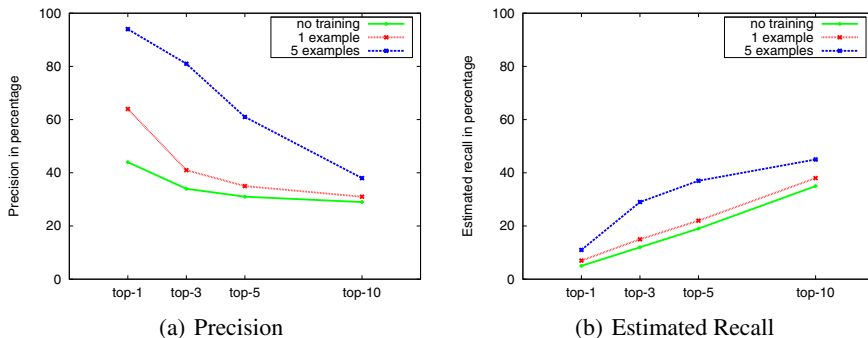 Precision in percentage
100
80
60
40
20
0
top-1 top-3 top-5 top-10
no training
1 example
5 examples
(a) Precision
Estimated recall in percentage
100
80
60
40
20
0
top-1 top-3 top-5 top-10
no training
1 example
5 examples
(b) Estimated Recall